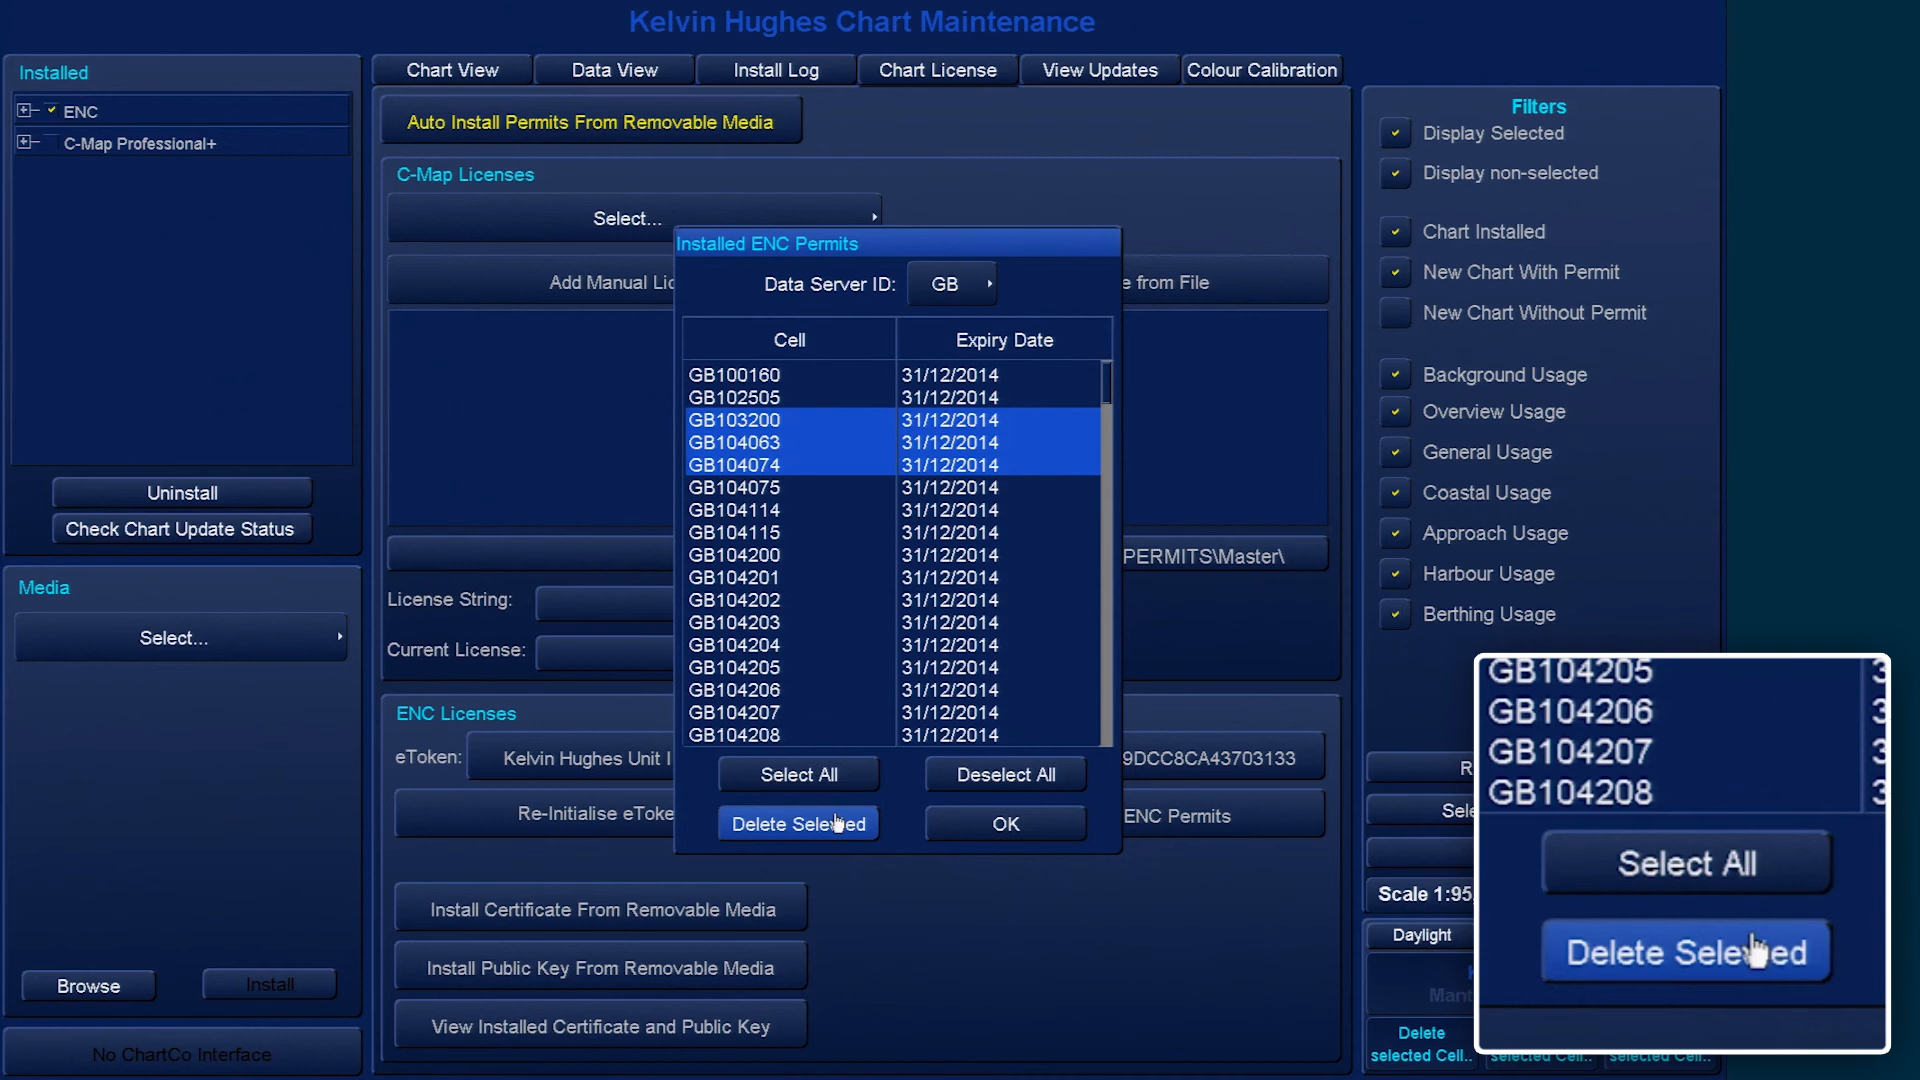 Kelvin Hughes Chart Maintenance
Installed
ENC
C-Map Professional+
Uninstall
Check Chart Update Status
Media
Select...
Browse
Install
No ChartCo Interface
Chart View
Data View
Install Log
Chart License
View Updates
Colour Calibration
Auto Install Permits From Removable Media
C-Map Licenses
Select...
Add Manual Lic
e from File
PERMITS\Master\
License String:
Current License:
ENC Licenses
eToken:
Kelvin Hughes Unit I
9DCC8CA43703133
Re-Initialise eToke
ENC Permits
Install Certificate From Removable Media
Install Public Key From Removable Media
View Installed Certificate and Public Key
Installed ENC Permits
Data Server ID: GB
Cell Expiry Date
GB100160 31/12/2014
GB102505 31/12/2014
GB103200 31/12/2014
GB104063 31/12/2014
GB104074 31/12/2014
GB104075 31/12/2014
GB104114 31/12/2014
GB104115 31/12/2014
GB104200 31/12/2014
GB104201 31/12/2014
GB104202 31/12/2014
GB104203 31/12/2014
GB104204 31/12/2014
GB104205 31/12/2014
GB104206 31/12/2014
GB104207 31/12/2014
GB104208 31/12/2014
Select All
Deselect All
Delete Selected
OK
Filters
Display Selected
Display non-selected
Chart Installed
New Chart With Permit
New Chart Without Permit
Background Usage
Overview Usage
General Usage
Coastal Usage
Approach Usage
Harbour Usage
Berthing Usage
R
Sele
Scale 1:95
Daylight
Mant
Delete
selected Cell..
selected Cell..
selected Cell..
GB104205 3
GB104206 3
GB104207 3
GB104208 3
Select All
Delete Selected